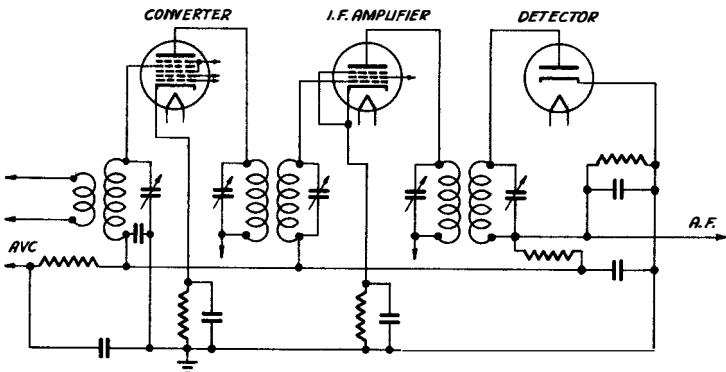 CONVERTER
I.F. AMPLIFIER
DETECTOR
AVC
A.F.